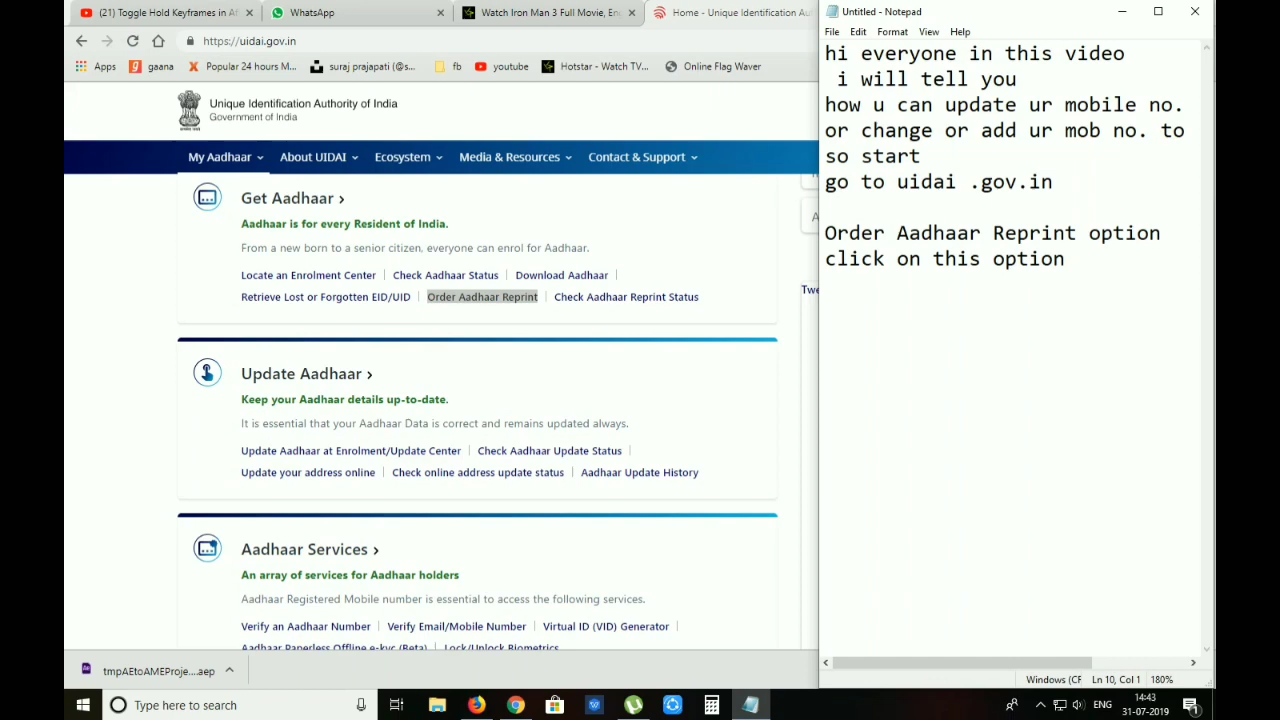 (21) Toggle Hold Keyframes in Af
WhatsApp
Watch Iron Man 3 Full Movie, En
Home - Unique Identification Au
https://uidai.gov.in
Apps
gaana
Popular 24 hours M...
suraj prajapati (@s...
fb
youtube
Hotstar - Watch TV...
Online Flag Waver
Unique Identification Authority of India
Government of India
My Aadhaar
About UIDAI
Ecosystem
Media & Resources
Contact & Support
Get Aadhaar
Aadhaar is for every Resident of India.
From a new born to a senior citizen, everyone can enrol for Aadhaar.
Locate an Enrolment Center
Check Aadhaar Status
Download Aadhaar
Retrieve Lost or Forgotten EID/UID
Order Aadhaar Reprint
Check Aadhaar Reprint Status
Twe
Update Aadhaar
Keep your Aadhaar details up-to-date.
It is essential that your Aadhaar Data is correct and remains updated always.
Update Aadhaar at Enrolment/Update Center
Check Aadhaar Update Status
Update your address online
Check online address update status
Aadhaar Update History
Aadhaar Services
An array of services for Aadhaar holders
Aadhaar Registered Mobile number is essential to access the following services.
Verify an Aadhaar Number
Verify Email/Mobile Number
Virtual ID (VID) Generator
Aadhaar Paperless Offline e-kyc (Beta)
Lock/Unlock Biometrics
tmpAEtoAMEProje....aep
Untitled - Notepad
File Edit Format View Help
hi everyone in this video
i will tell you
how u can update ur mobile no.
or change or add ur mob no. to
so start
go to uidai .gov.in
Order Aadhaar Reprint option
click on this option
Windows (CF
Ln 10, Col 1
180%
Type here to search
ENG
14:43
31-07-2019
1